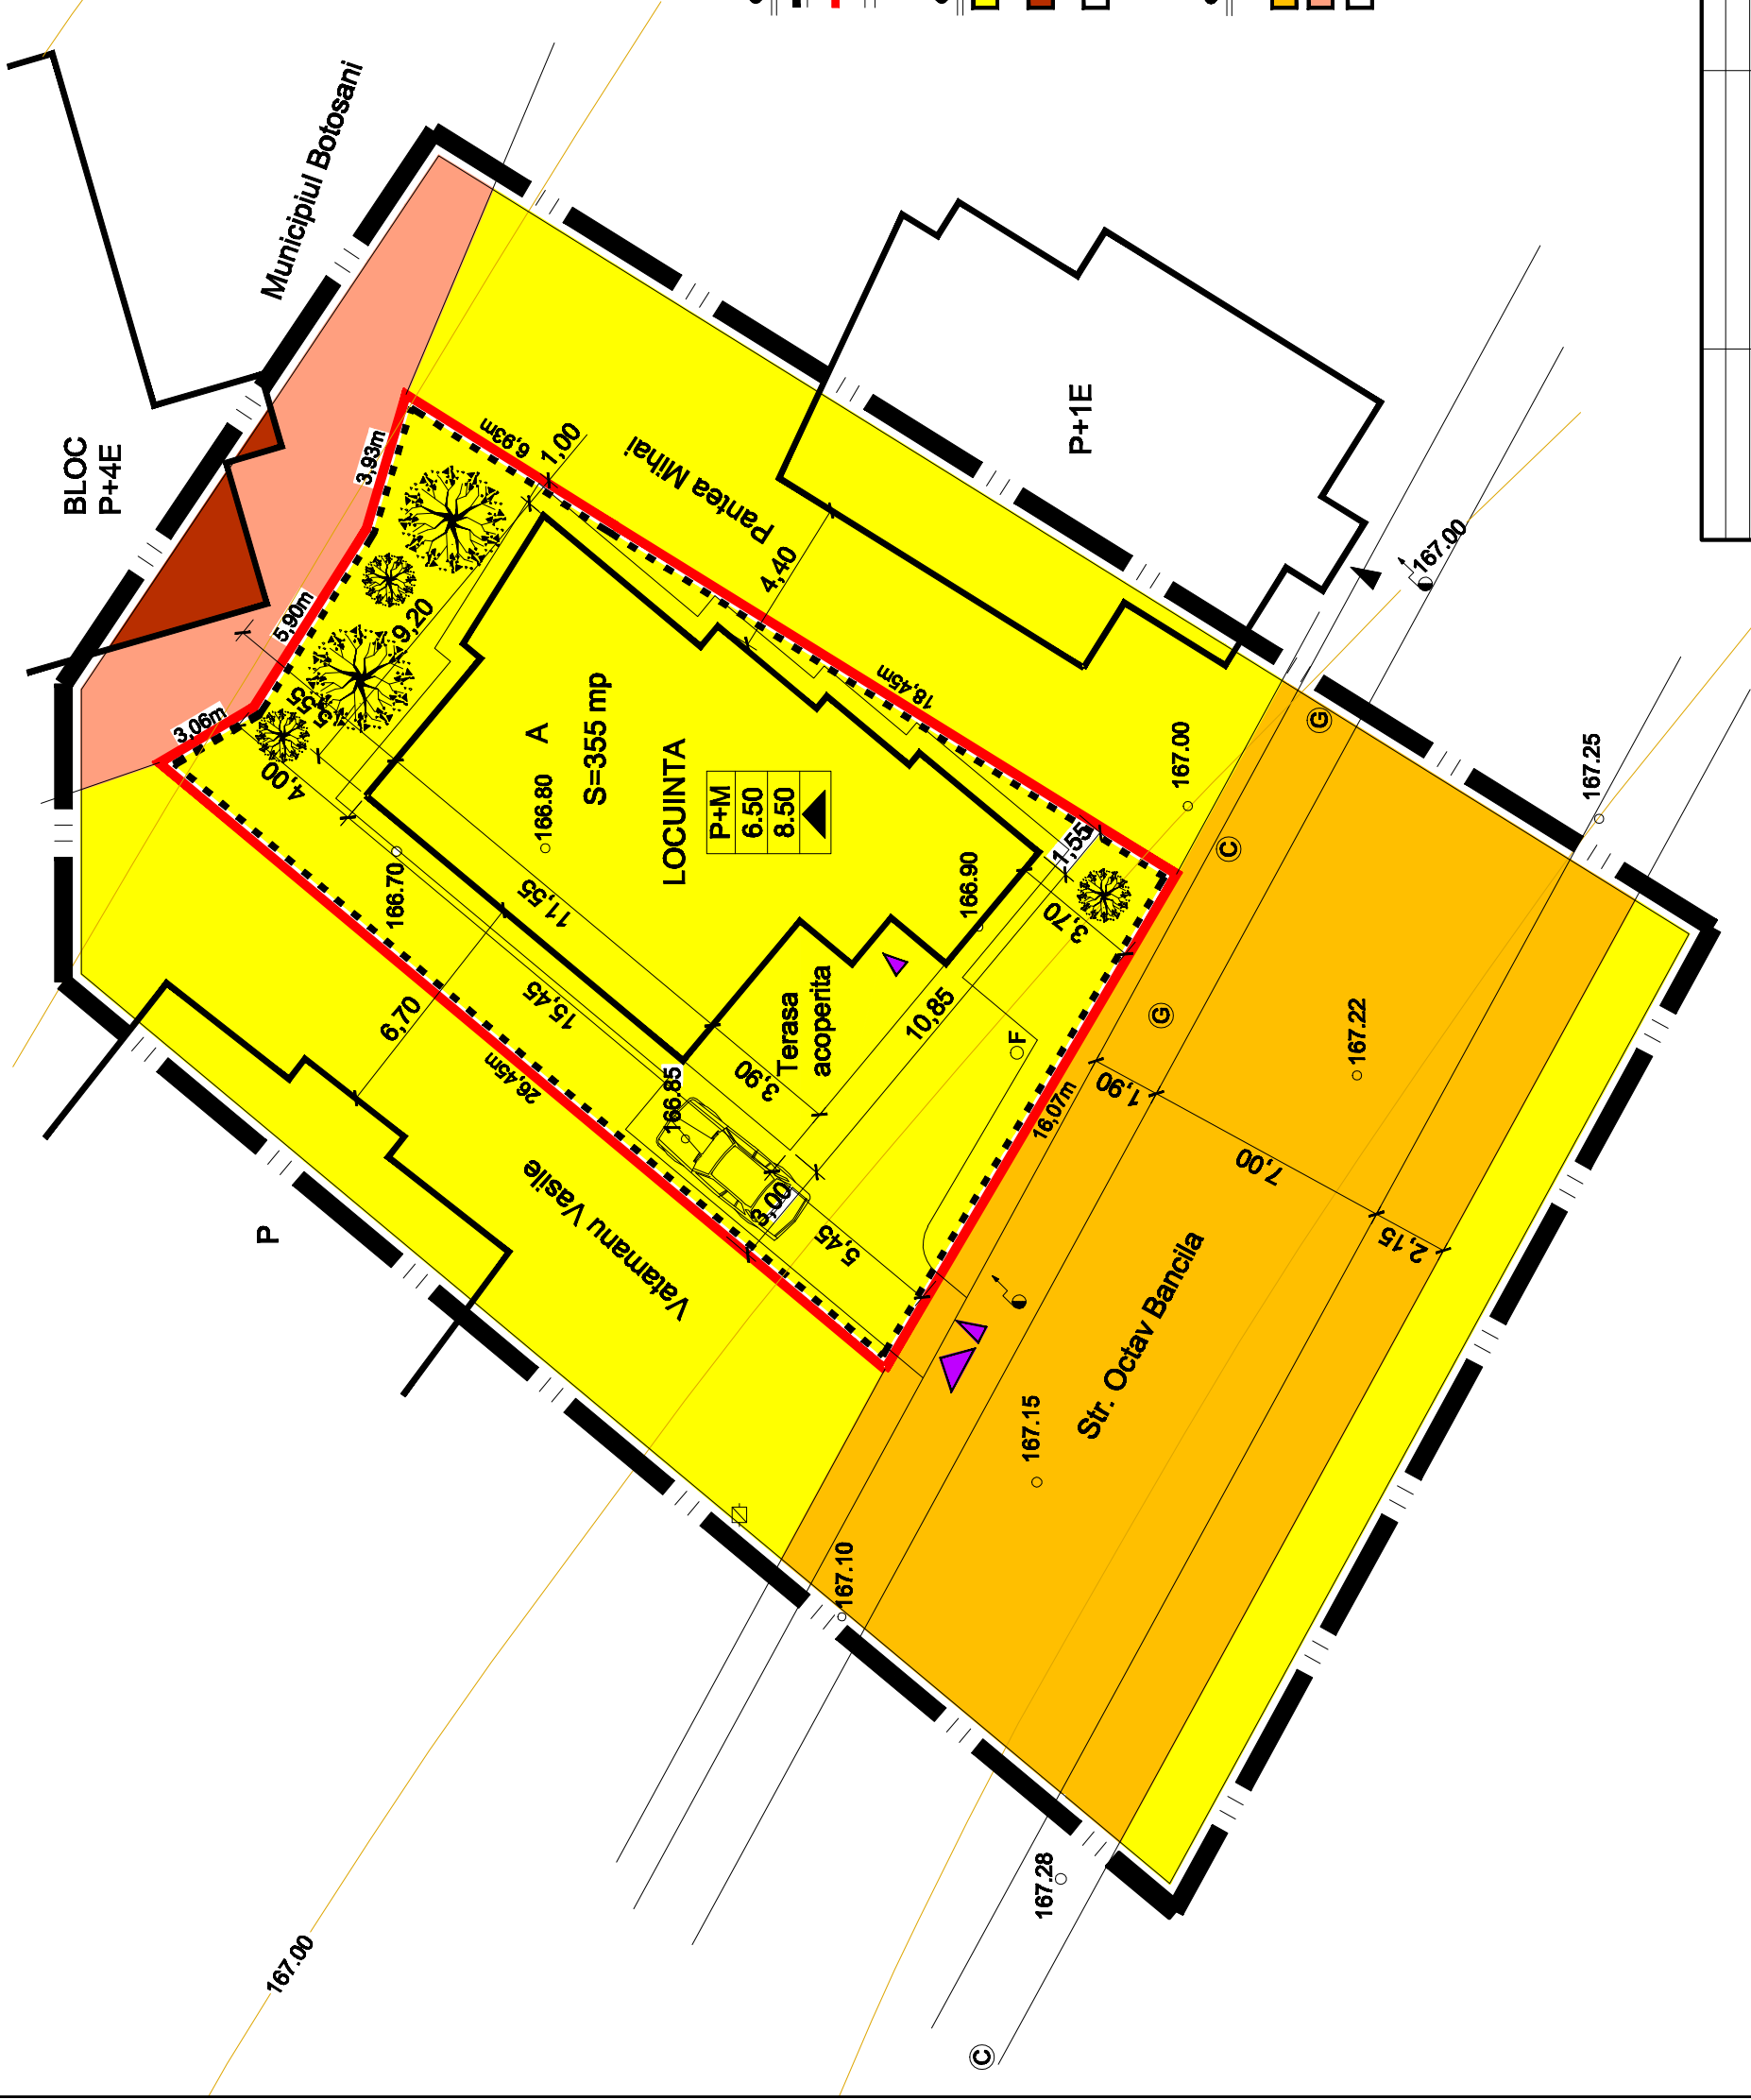 BLOC
P+4E
Municipiul Botosani
3,93m
6,93m
1,00
5,90m
9,20
3,06m
5,55
4,00
Pantea Mihai
4,40
P+1E
18,45m
167.00
167.00
A
S=355 mp
166.80
LOCUINTA
P+M
6.50
8.50
166.70
11,55
166.90
1,55
3,70
15,45
6,70
26,45m
Terasa
acoperita
3,90
10,85
166.85
3,00
5,45
F
16,07m
P
Vatamanu Vasile
G
C
G
1,90
7,00
2,15
167.25
167.22
Str. Octav Bancila
167.15
167.10
167.28
167.00
C